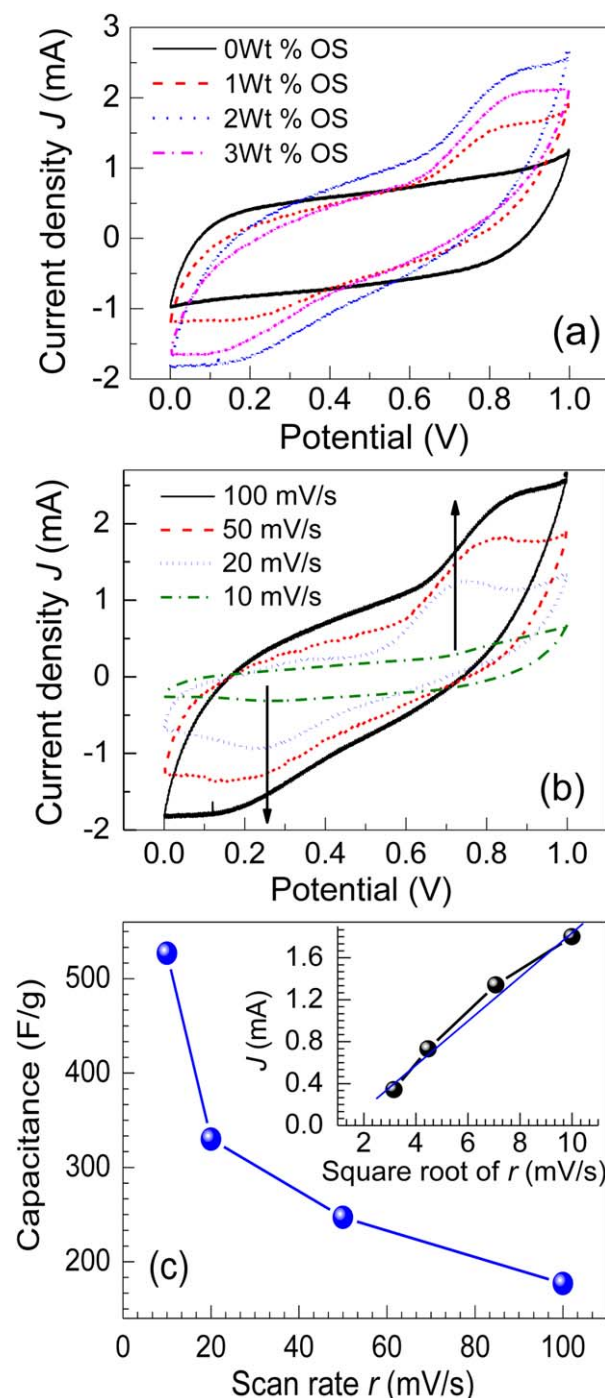 3
0Wt % OS
1Wt % OS
2Wt % OS
3Wt % OS
2
1
0
-1
-2
Current density J (mA)
(a)
0.0 0.2 0.4 0.6 0.8 1.0
Potential (V)
100 mV/s
50 mV/s
20 mV/s
10 mV/s
2
1
0
-1
-2
Current density J (mA)
(b)
0.0 0.2 0.4 0.6 0.8 1.0
Potential (V)
500
400
300
200
Capacitance (F/g)
1.6
1.2
0.8
0.4
0.0
J (mA)
2 4 6 8 10
Square root of r (mV/s)
(c)
0 20 40 60 80 100
Scan rate r (mV/s)